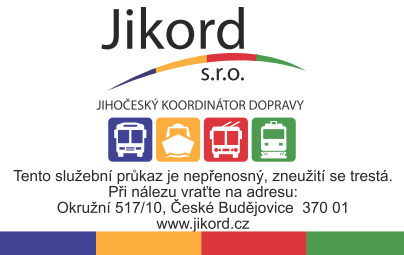 Jikord
s.r.o.
JIHOČESKÝ KOORDINÁTOR DOPRAVY
Tento služební průkaz je nepřenosný, zneužití se trestá.
Při nálezu vraťte na adresu:
Okružní 517/10, České Budějovice 370 01
www.jikord.cz